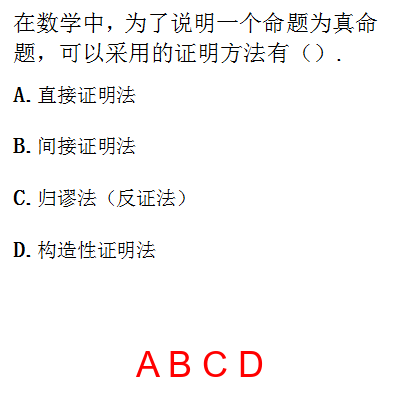 在数学中，为了说明一个命题为真命
题，可以采用的证明方法有（）.
A. 直接证明法
B. 间接证明法
C. 归谬法（反证法）
D. 构造性证明法
A B C D